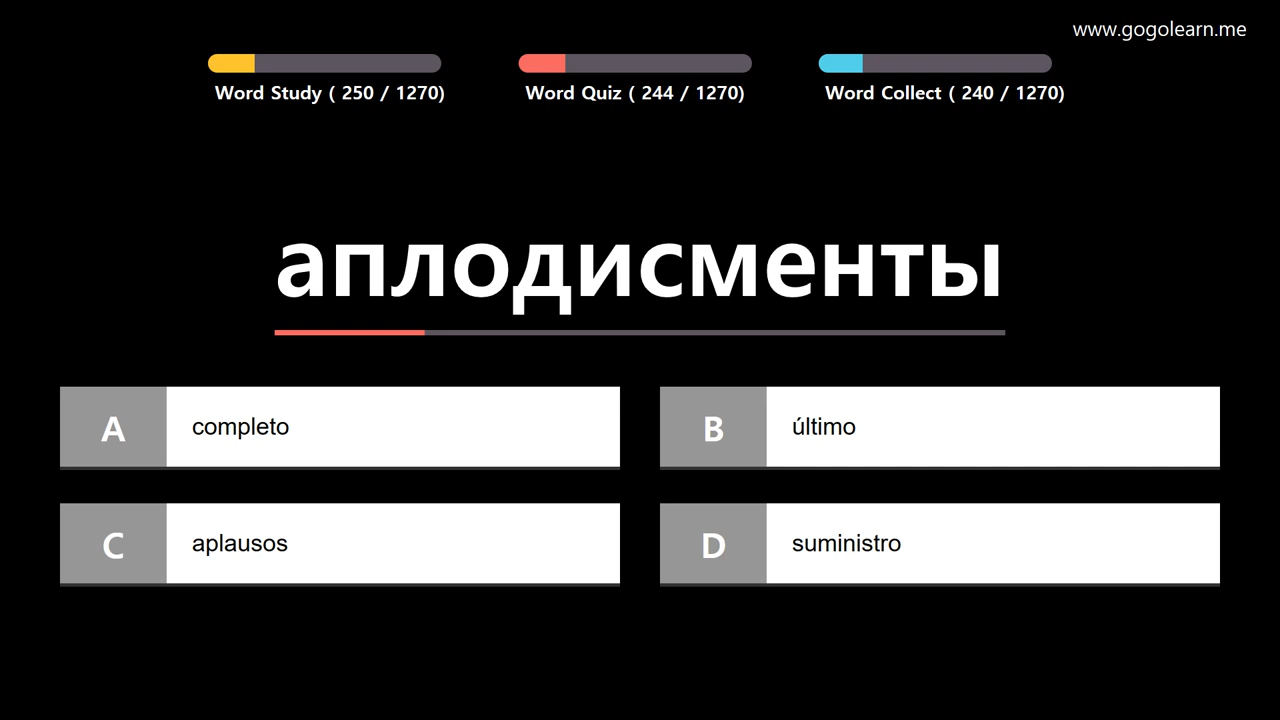 www.gogolearn.me
Word Study ( 250 / 1270)
Word Quiz ( 244 / 1270)
Word Collect ( 240 / 1270)
аплодисменты
A completo
B último
C aplausos
D suministro